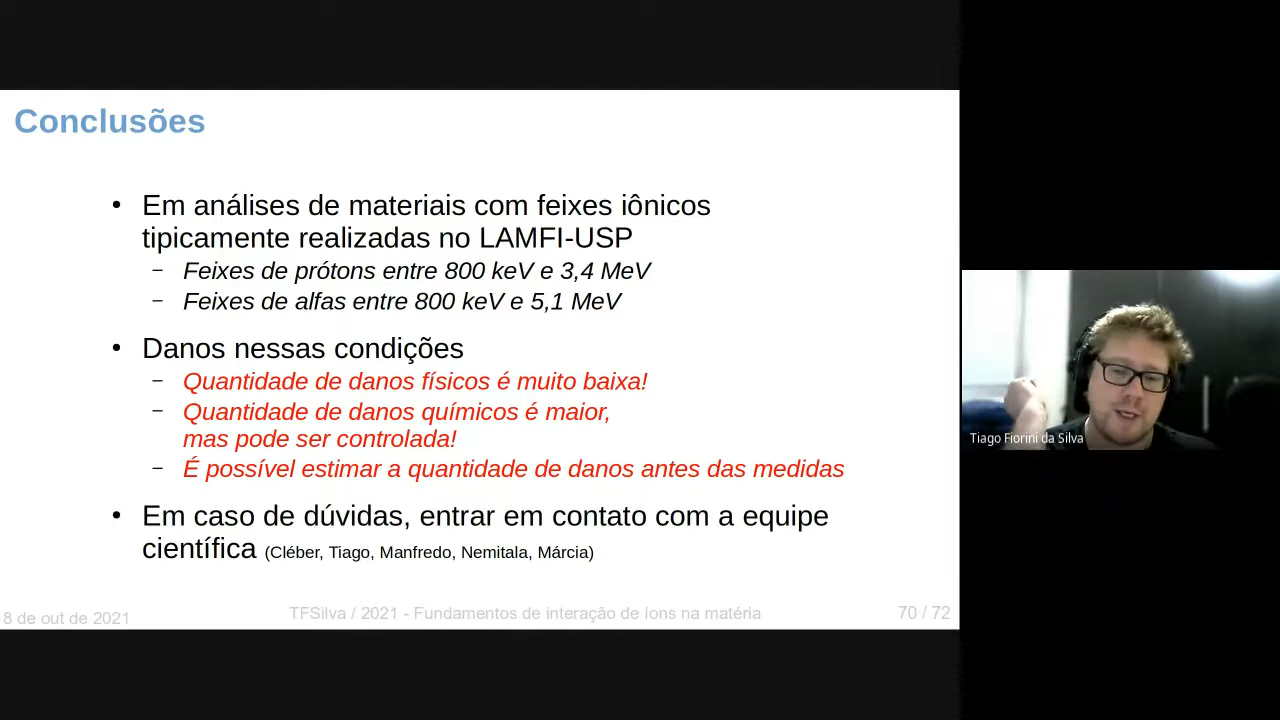 Conclusões
• Em análises de materiais com feixes iônicos
tipicamente realizadas no LAMFI-USP
– Feixes de prótons entre 800 keV e 3,4 MeV
– Feixes de alfas entre 800 keV e 5,1 MeV
• Danos nessas condições
– Quantidade de danos físicos é muito baixa!
– Quantidade de danos químicos é maior,
mas pode ser controlada!
– É possível estimar a quantidade de danos antes das medidas
• Em caso de dúvidas, entrar em contato com a equipe
científica (Cléber, Tiago, Manfredo, Nemitala, Márcia)
8 de out de 2021
TFSilva / 2021 - Fundamentos de interação de íons na matéria
70 / 72
Tiago Fiorini da Silva